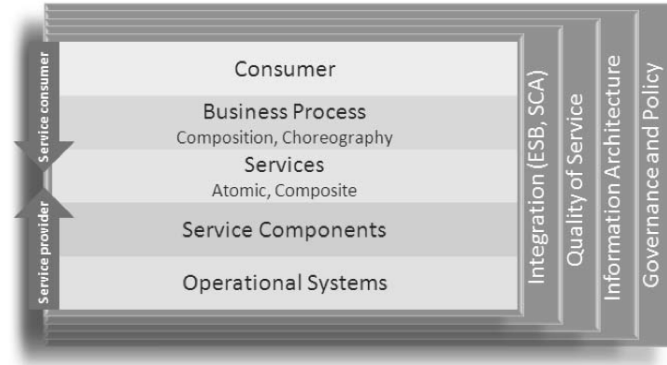 Service consumer
Service provider
Consumer
Business Process
Composition, Choreography
Services
Atomic, Composite
Service Components
Operational Systems
Integration (ESB, SCA)
Quality of Service
Information Architecture
Governance and Policy